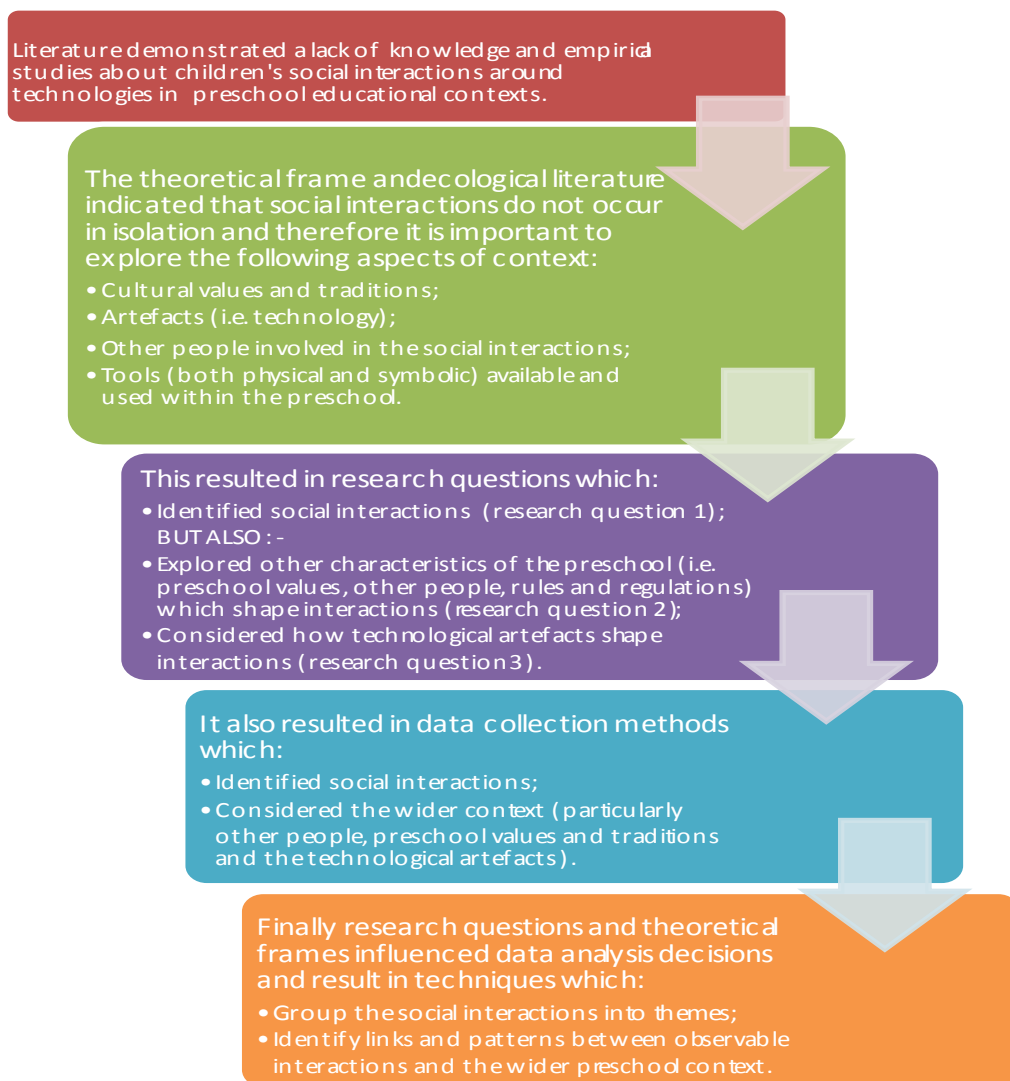 Literature demonstrated a lack of knowledge and empirical
studies about children's social interactions around
technologies in preschool educational contexts.
The theoretical frame and ecological literature
indicated that social interactions do not occur
in isolation and therefore it is important to
explore the following aspects of context:
• Cultural values and traditions;
• Artefacts (i.e. technology);
• Other people involved in the social interactions;
• Tools (both physical and symbolic) available and
used within the preschool.
This resulted in research questions which:
• Identified social interactions (research question 1);
BUT ALSO : -
• Explored other characteristics of the preschool (i.e.
preschool values, other people, rules and regulations)
which shape interactions (research question 2);
• Considered how technological artefacts shape
interactions (research question 3).
It also resulted in data collection methods
which:
• Identified social interactions;
• Considered the wider context (particularly
other people, preschool values and traditions
and the technological artefacts).
Finally research questions and theoretical
frames influenced data analysis decisions
and result in techniques which:
• Group the social interactions into themes;
• Identify links and patterns between observable
interactions and the wider preschool context.